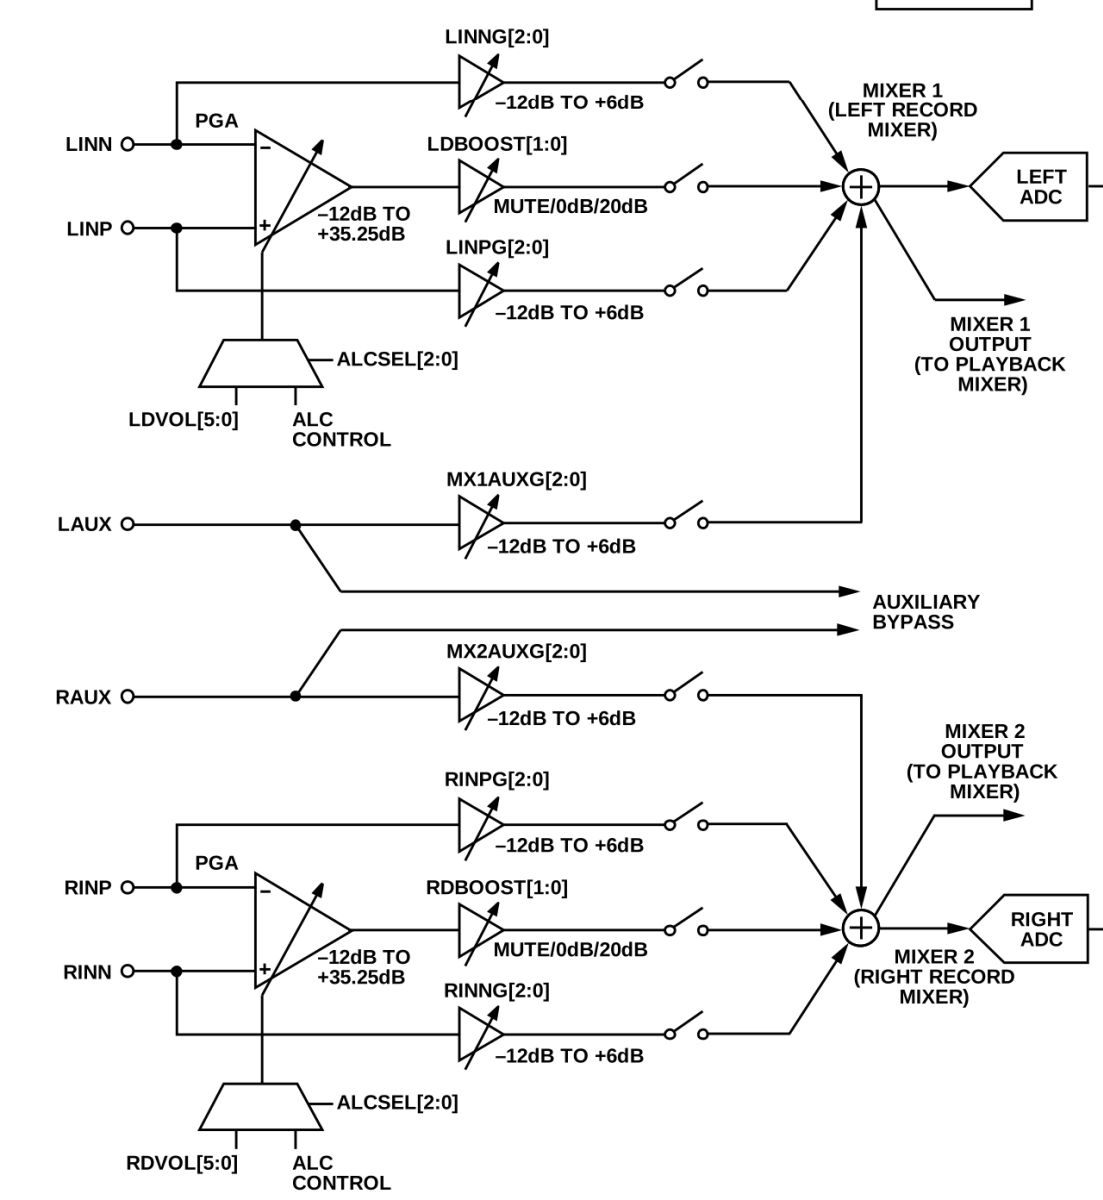 LINNG[2:0]
–12dB TO +6dB
MIXER 1
(LEFT RECORD
MIXER)
PGA
LINN
–
LDBOOST[1:0]
MUTE/0dB/20dB
+
LEFT
ADC
–12dB TO
+35.25dB
LINP
+
LINPG[2:0]
–12dB TO +6dB
MIXER 1
OUTPUT
(TO PLAYBACK
MIXER)
ALCSEL[2:0]
LDVOL[5:0]
ALC
CONTROL
MX1AUXG[2:0]
LAUX
–12dB TO +6dB
AUXILIARY
BYPASS
MX2AUXG[2:0]
RAUX
–12dB TO +6dB
MIXER 2
OUTPUT
(TO PLAYBACK
MIXER)
RINPG[2:0]
–12dB TO +6dB
PGA
RINP
–
RDBOOST[1:0]
MUTE/0dB/20dB
+
RIGHT
ADC
–12dB TO
+35.25dB
MIXER 2
(RIGHT RECORD
MIXER)
RINN
+
RINNG[2:0]
–12dB TO +6dB
ALCSEL[2:0]
RDVOL[5:0]
ALC
CONTROL